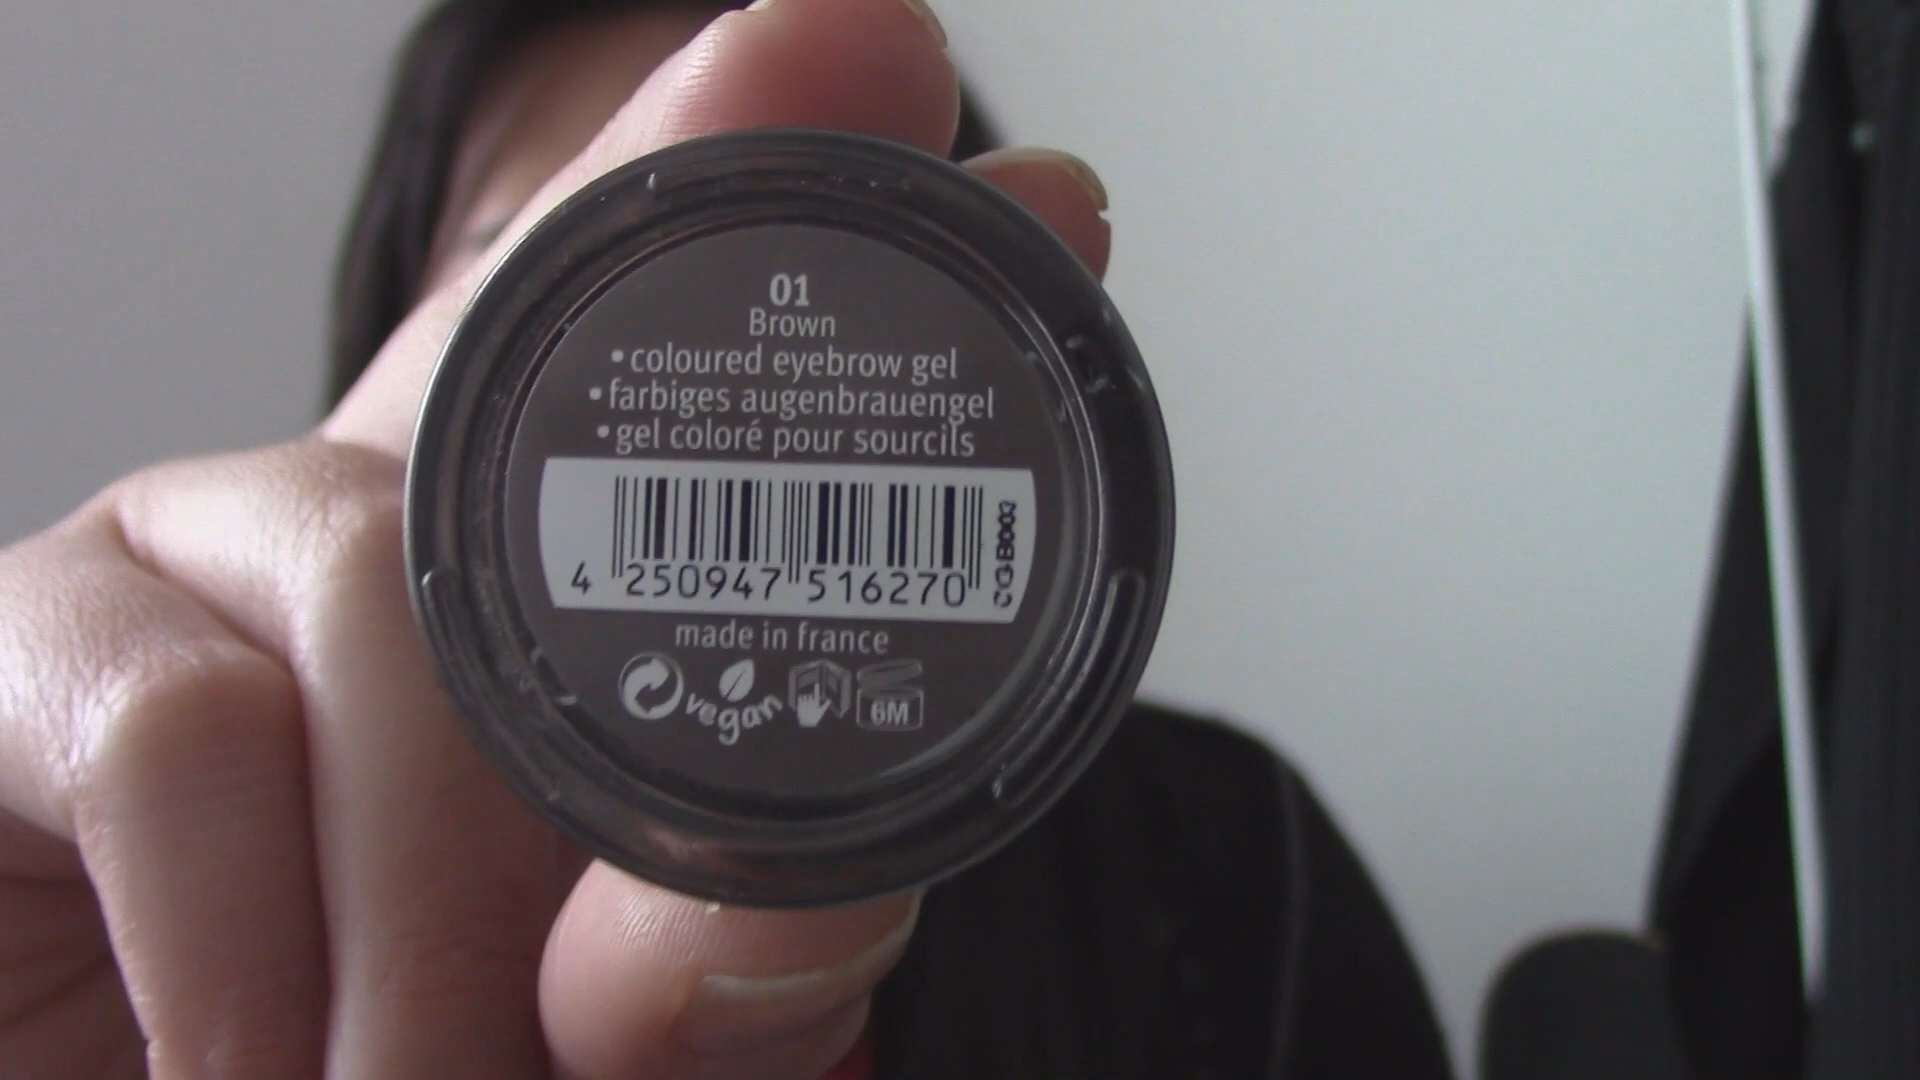 01
Brown
•coloured eyebrow gel
•farbiges augenbrauengel
•gel coloré pour sourcils
4 250947 516270
CGB003
made in france
vegan
6M